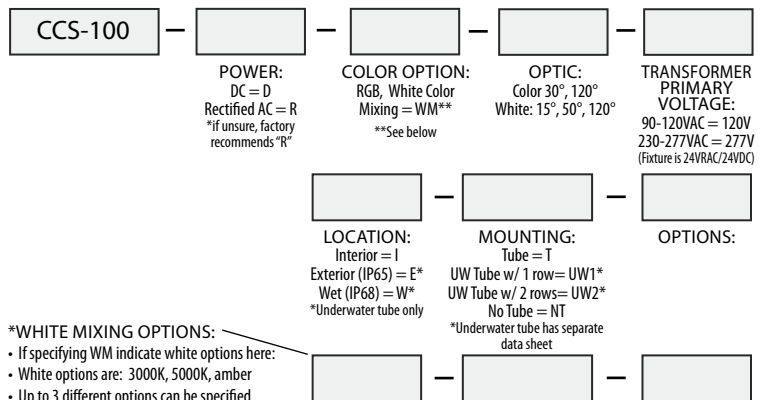 CCS-100
POWER:
DC = D
Rectified AC = R
*if unsure, factory
recommends “R”
COLOR OPTION:
RGB, White Color
Mixing = WM**
**See below
OPTIC:
Color 30°, 120°
White: 15°, 50°, 120°
TRANSFORMER
PRIMARY
VOLTAGE:
90-120VAC = 120V
230-277VAC = 277V
(Fixture is 24VRAC/24VDC)
LOCATION:
Interior = I
Exterior (IP65) = E*
Wet (IP68) = W*
*Underwater tube only
MOUNTING:
Tube = T
UW Tube w/ 1 row= UW1*
UW Tube w/ 2 rows= UW2*
No Tube = NT
*Underwater tube has separate
data sheet
OPTIONS:
*WHITE MIXING OPTIONS:
• If specifying WM indicate white options here:
• White options are: 3000K, 5000K, amber
• Up to 3 different options can be specified